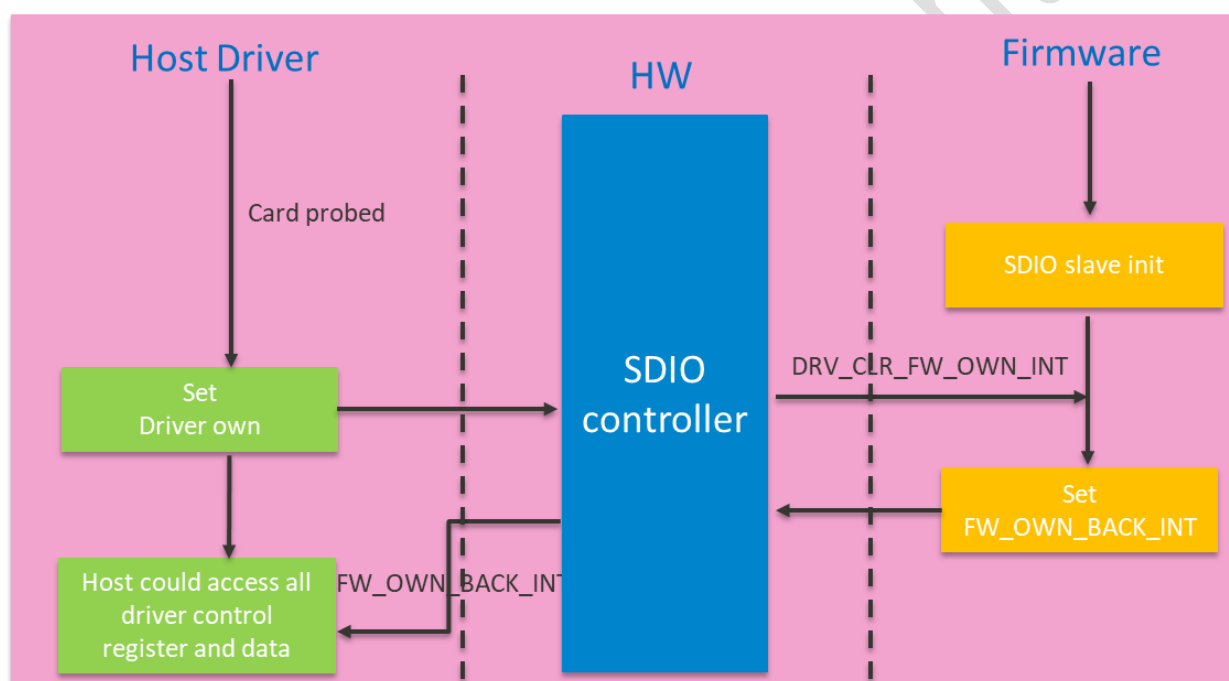 Host Driver
HW
Firmware
Card probed
SDIO slave init
SDIO
controller
DRV_CLR_FW_OWN_INT
Set
Driver own
Set
FW_OWN_BACK_INT
Host could access all
driver control
register and data
FW_OWN_BACK_INT